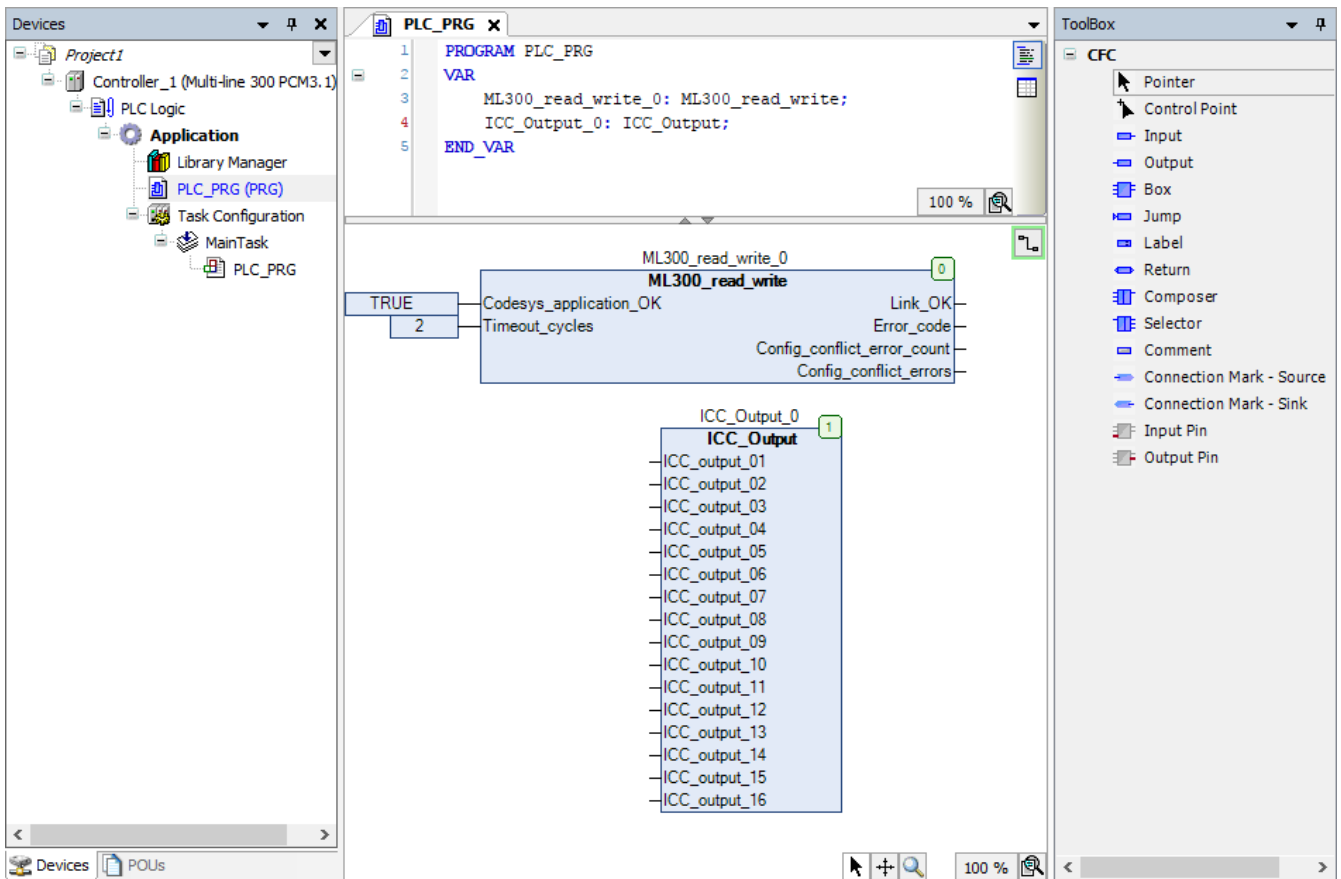 Devices
Project1
Controller_1 (Multi-line 300 PCM3.1)
PLC Logic
Application
Library Manager
PLC_PRG (PRG)
Task Configuration
MainTask
PLC_PRG
Devices
POUs
PLC_PRG
1 PROGRAM PLC_PRG
2 VAR
3 ML300_read_write_0: ML300_read_write;
4 ICC_Output_0: ICC_Output;
5 END_VAR
100 %
ML300_read_write_0
0
ML300_read_write
TRUE Codesys_application_OK Link_OK
2 Timeout_cycles Error_code
Config_conflict_error_count
Config_conflict_errors
ICC_Output_0
1
ICC_Output
ICC_output_01
ICC_output_02
ICC_output_03
ICC_output_04
ICC_output_05
ICC_output_06
ICC_output_07
ICC_output_08
ICC_output_09
ICC_output_10
ICC_output_11
ICC_output_12
ICC_output_13
ICC_output_14
ICC_output_15
ICC_output_16
100 %
ToolBox
CFC
Pointer
Control Point
Input
Output
Box
Jump
Label
Return
Composer
Selector
Comment
Connection Mark - Source
Connection Mark - Sink
Input Pin
Output Pin